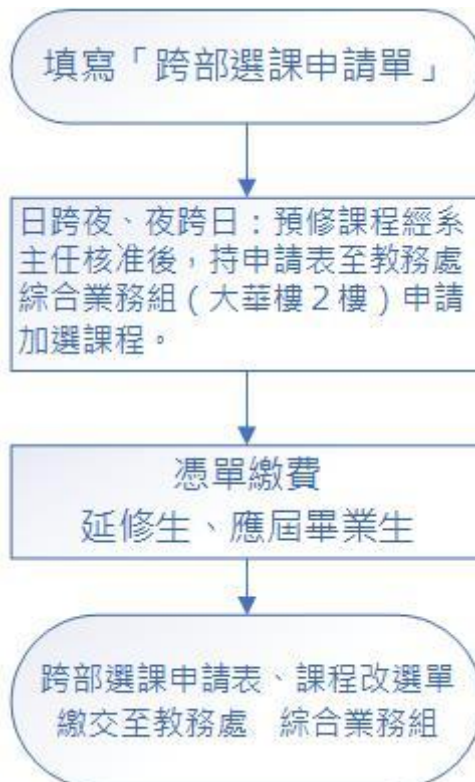 填寫「跨部選課申請單」
日跨夜、夜跨日：預修課程經系
主任核准後，持申請表至教務處
綜合業務組（大華樓２樓）申請
加選課程。
憑單繳費
延修生、應屆畢業生
跨部選課申請表、課程改選單
繳交至教務處　綜合業務組